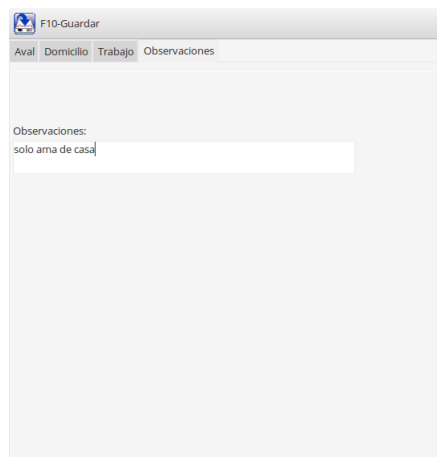 F10-Guardar
Aval Domicilio Trabajo Observaciones
Observaciones:
solo ama de casa